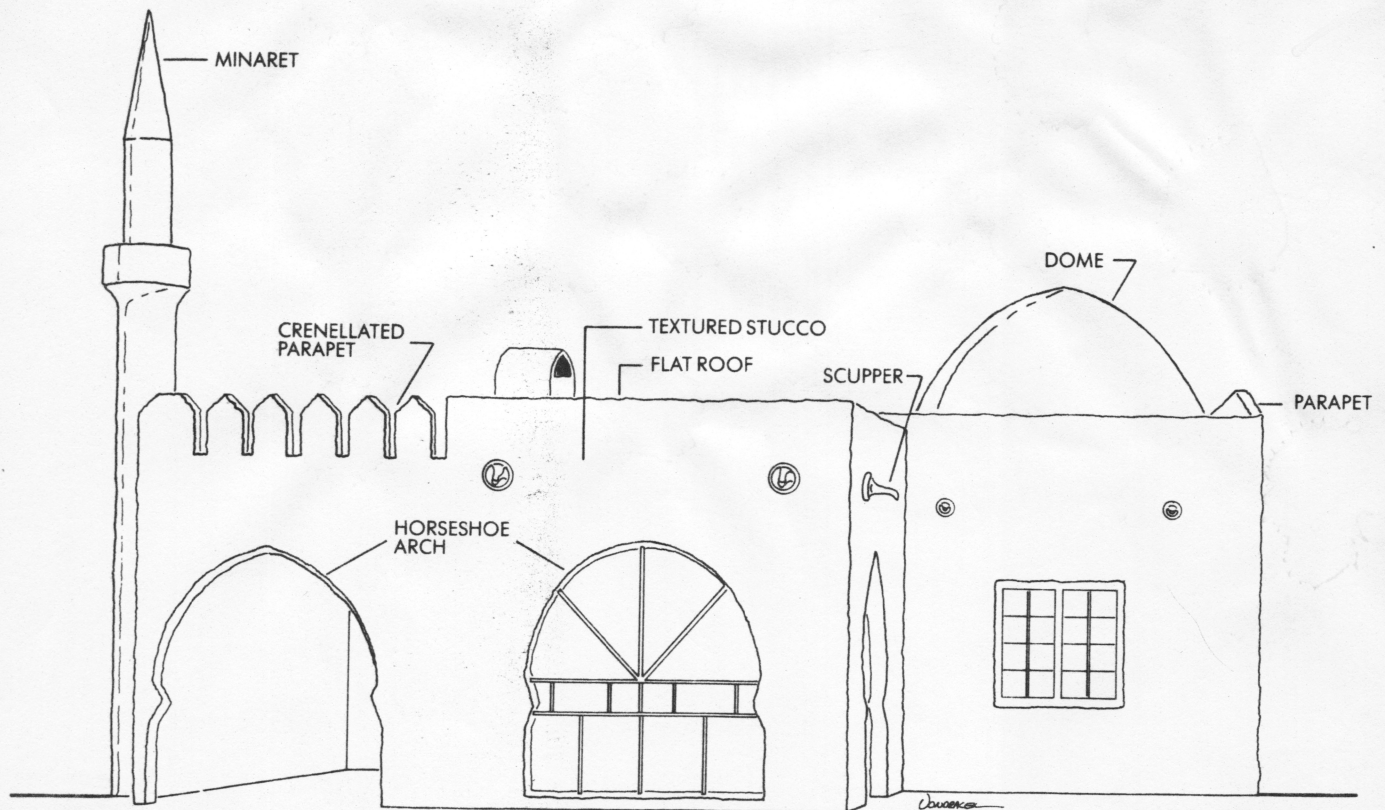 MINARET
DOME
CRENELLATED
PARAPET
TEXTURED STUCCO
FLAT ROOF
SCUPPER
PARAPET
HORSESHOE
ARCH